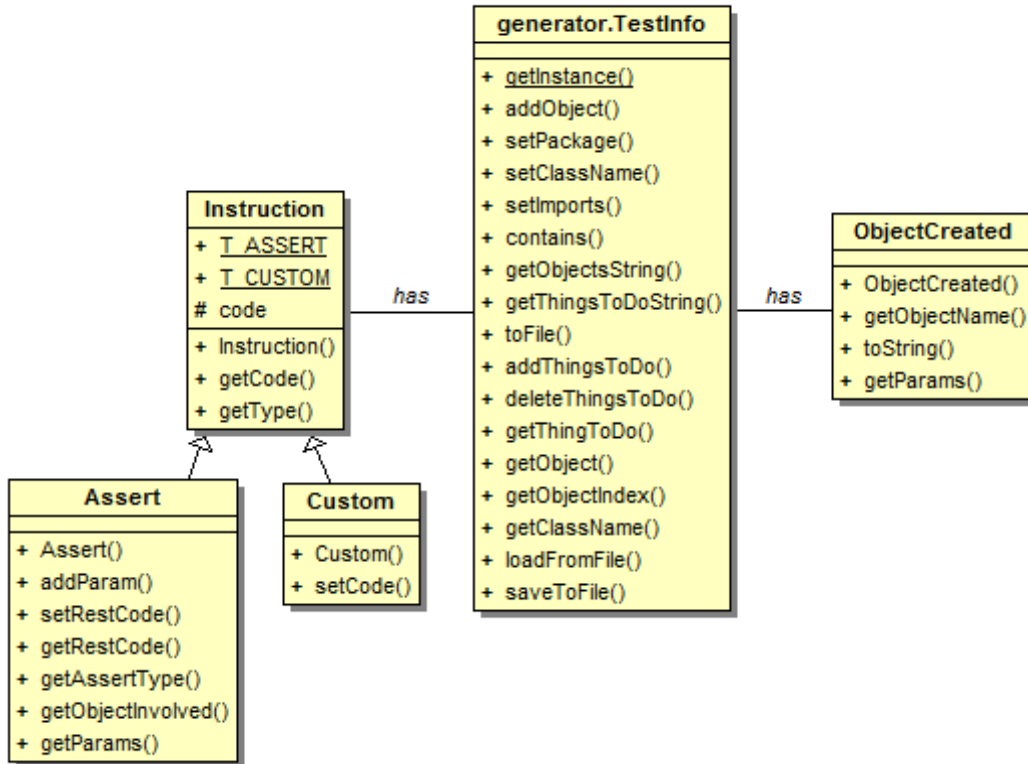 generator.TestInfo
+ getInstance()
+ addObject()
+ setPackage()
+ setClassName()
+ setImports()
+ contains()
+ getObjectsString()
+ getThingsToDoString()
+ toFile()
+ addThingsToDo()
+ deleteThingsToDo()
+ getThingToDo()
+ getObject()
+ getObjectIndex()
+ getClassName()
+ loadFromFile()
+ saveToFile()
Instruction
+ T_ASSERT
+ T_CUSTOM
# code
+ Instruction()
+ getCode()
+ getType()
has
has
ObjectCreated
+ ObjectCreated()
+ getObjectName()
+ toString()
+ getParams()
Assert
+ Assert()
+ addParam()
+ setRestCode()
+ getRestCode()
+ getAssertType()
+ getObjectInvolved()
+ getParams()
Custom
+ Custom()
+ setCode()